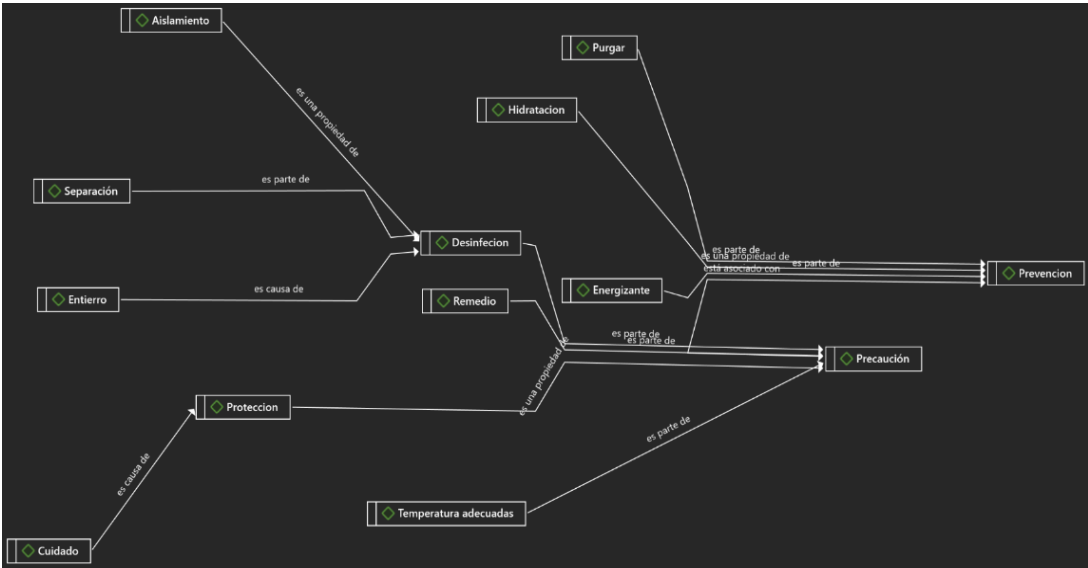 Aislamiento
Purgar
es una propiedad de
Hidratacion
Separación
es parte de
Desinfecion
es parte de
es una propiedad de
es parte de
está asociado con
Prevencion
Entierro
es causa de
Remedio
Energizante
es parte de
es parte de
Precaución
es una propiedad de
Proteccion
es parte de
es causa de
Temperatura adecuadas
Cuidado